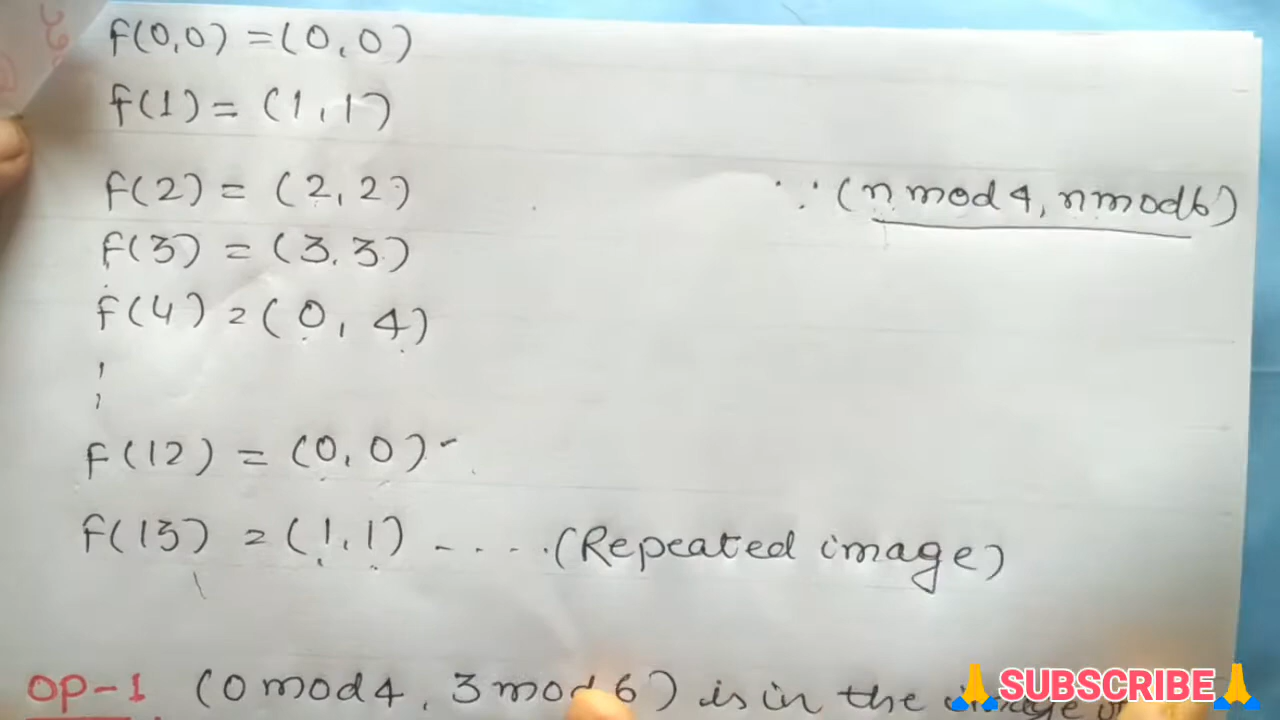 f(0,0) = (0,0)
f(1) = (1,1)
f(2) = (2,2)
∵ (n mod 4, n mod 6)
f(3) = (3,3)
f(4) = (0, 4)
f(12) = (0,0)
f(13) = (1,1) - . . . . (Repeated image)
OP-1 (0 mod 4, 3 mod 6) is in the image of
🙏SUBSCRIBE🙏